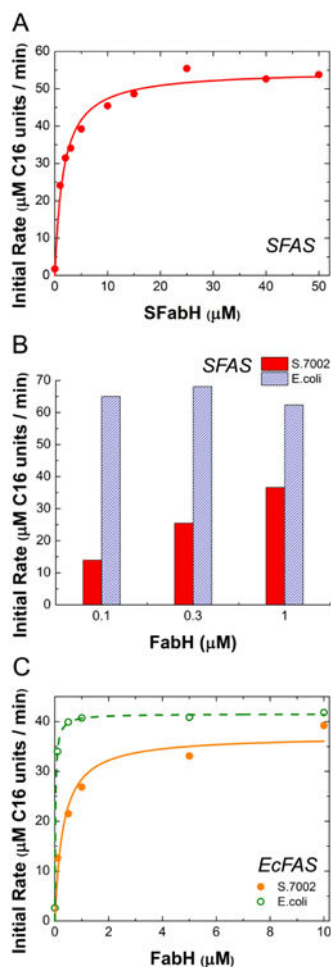 A
60
50
40
30
20
10
0
Initial Rate (μM C16 units / min)
SFAS
0 10 20 30 40 50
SFabH (μM)
B
SFAS
S.7002
E.coli
70
60
50
40
30
20
10
0
Initial Rate (μM C16 units / min)
0.1 0.3 1
FabH (μM)
C
50
40
30
20
10
0
Initial Rate (μM C16 units / min)
EcFAS
S.7002
E.coli
0 2 4 6 8 10
FabH (μM)